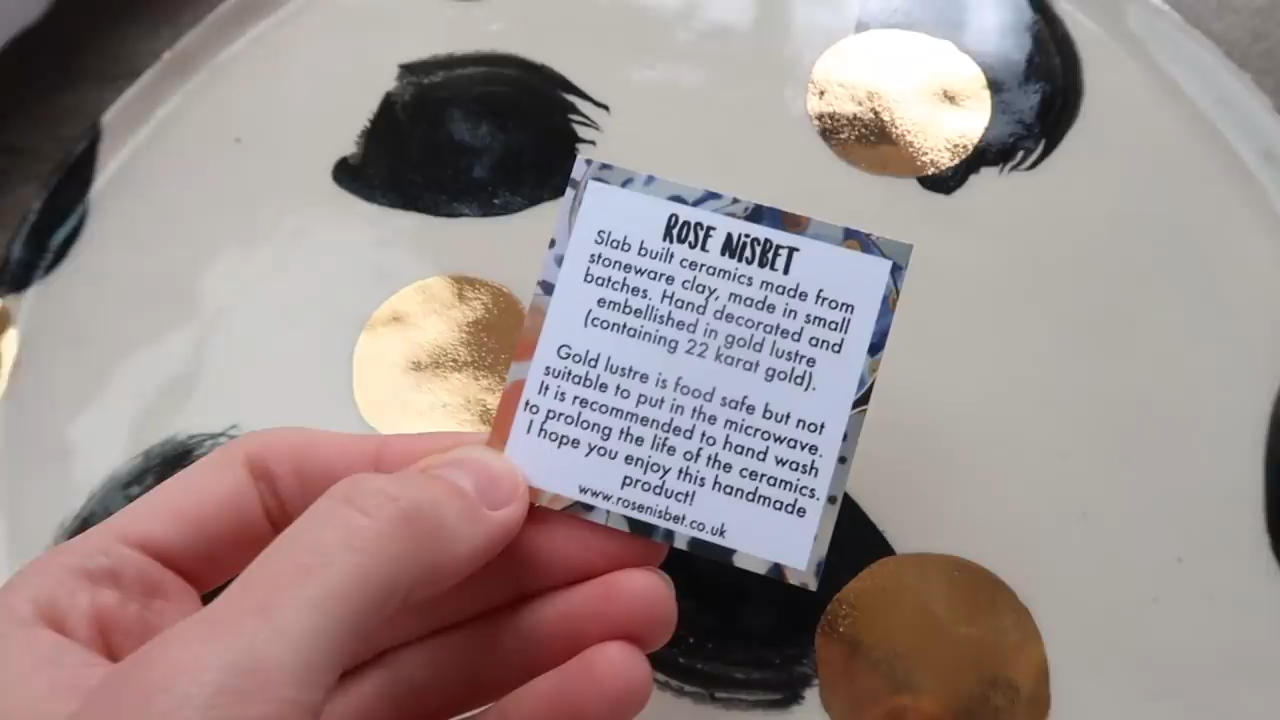 ROSE NiSBET
Slab built ceramics made from
stoneware clay, made in small
batches. Hand decorated and
embellished in gold lustre
(containing 22 karat gold).
Gold lustre is food safe but not
suitable to put in the microwave.
It is recommended to hand wash
to prolong the life of the ceramics.
I hope you enjoy this handmade
product!
www.rosenisbet.co.uk